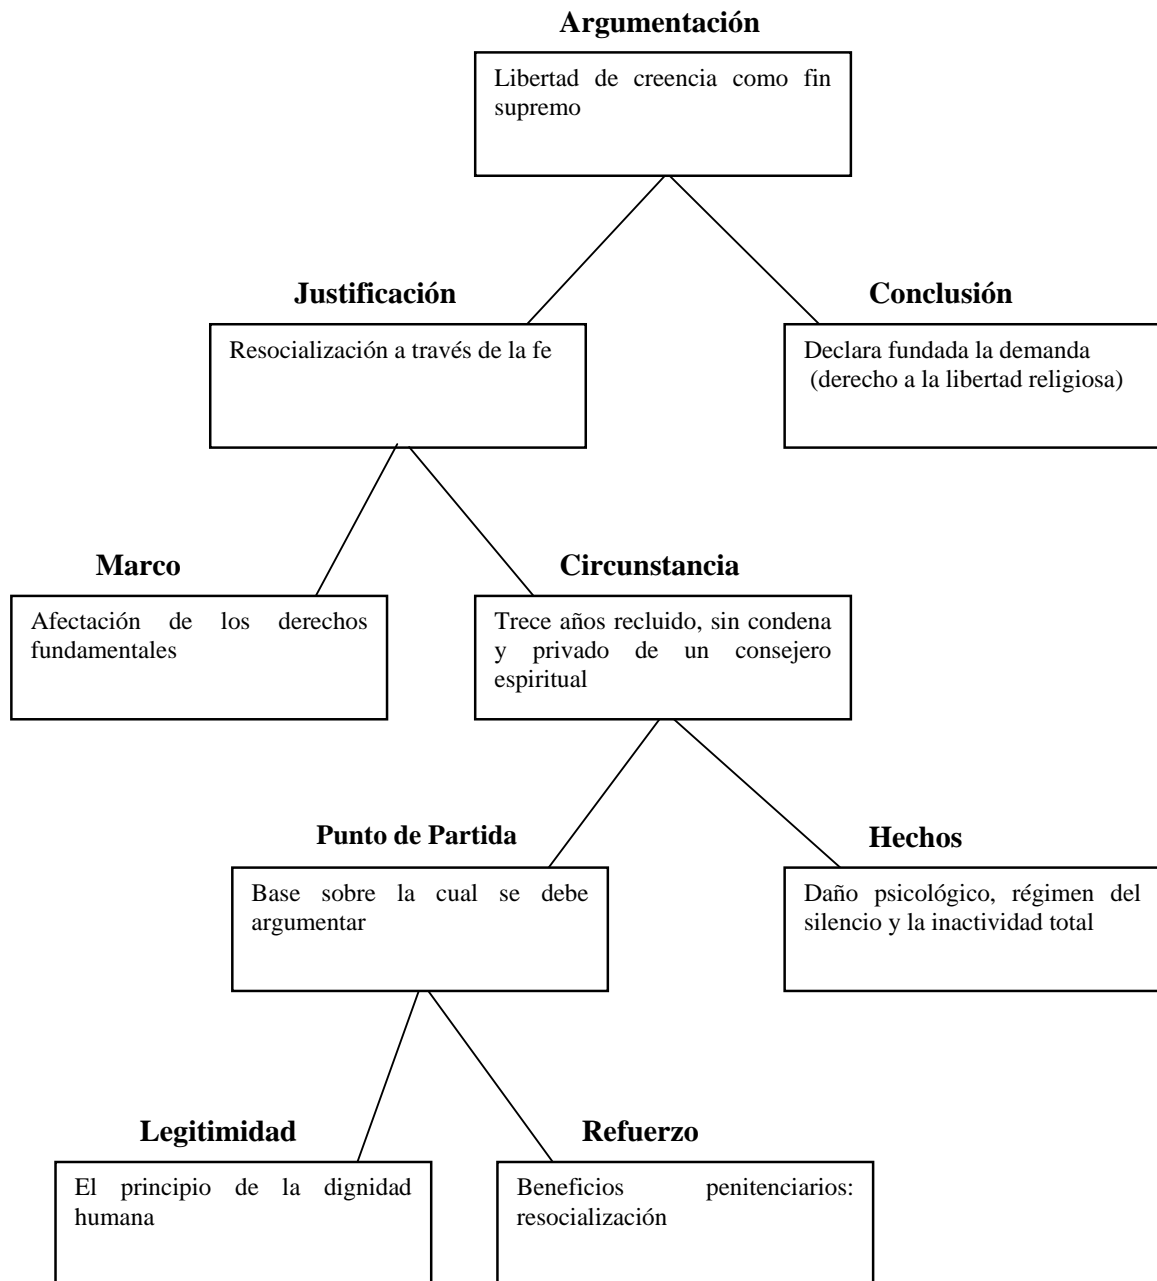 Argumentación
Libertad de creencia como fin
supremo
Justificación
Resocialización a través de la fe
Conclusión
Declara fundada la demanda
(derecho a la libertad religiosa)
Marco
Afectación de los derechos
fundamentales
Circunstancia
Trece años recluido, sin condena
y privado de un consejero
espiritual
Punto de Partida
Base sobre la cual se debe
argumentar
Hechos
Daño psicológico, régimen del
silencio y la inactividad total
Legitimidad
El principio de la dignidad
humana
Refuerzo
Beneficios penitenciarios:
resocialización